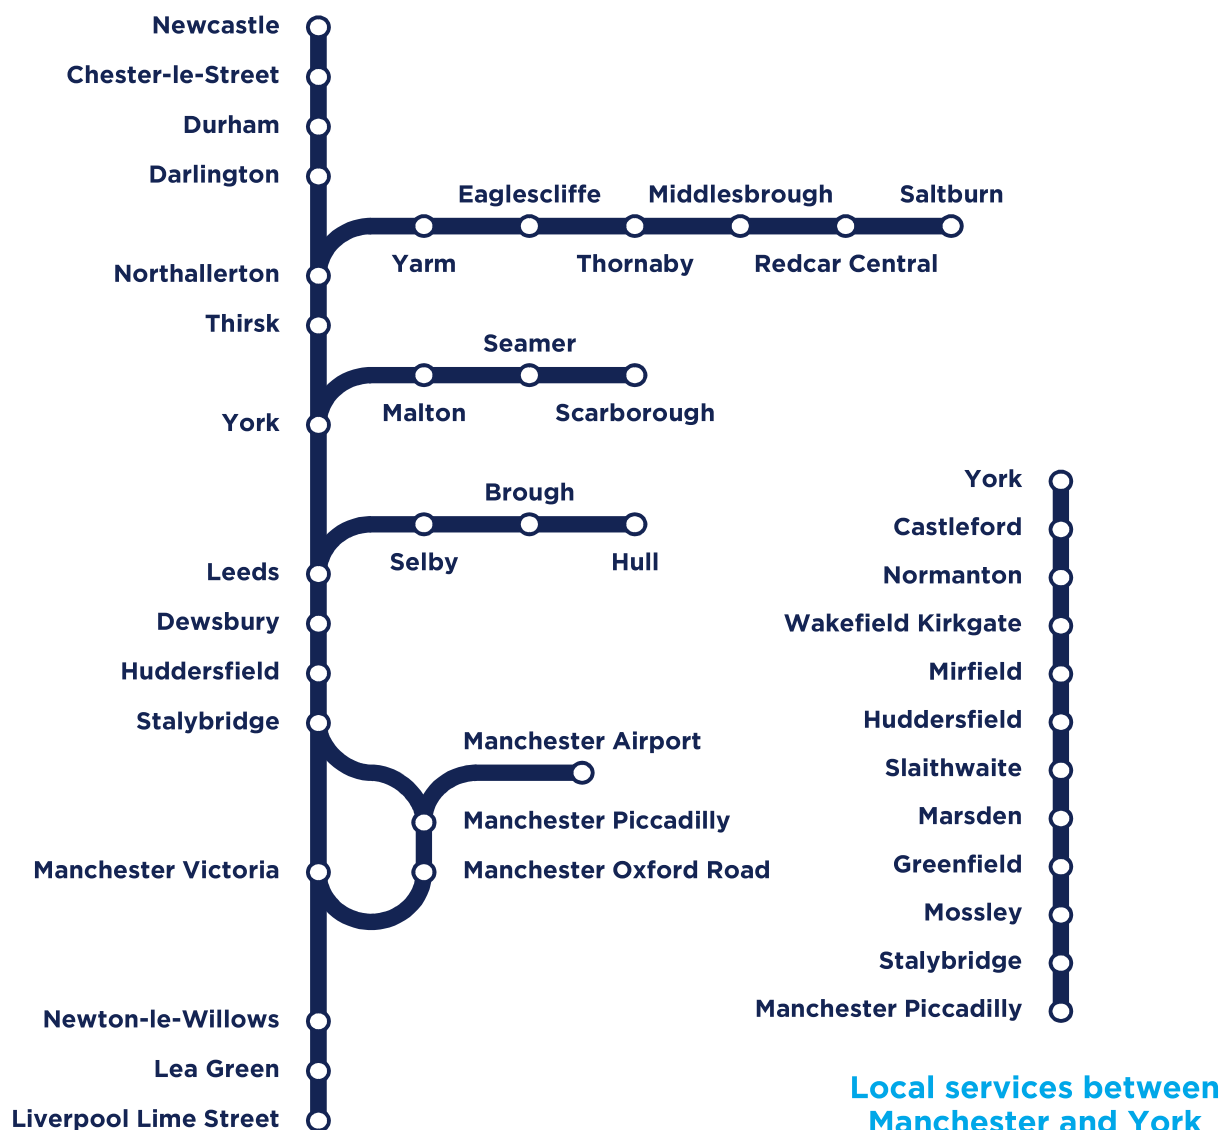 Newcastle
Chester-le-Street
Durham
Darlington
Eaglescliffe
Middlesbrough
Saltburn
Yarm
Thornaby
Redcar Central
Northallerton
Thirsk
Seamer
Malton
Scarborough
York
Brough
Selby
Hull
Leeds
Dewsbury
Huddersfield
Stalybridge
Manchester Airport
Manchester Piccadilly
Manchester Victoria
Manchester Oxford Road
Newton-le-Willows
Lea Green
Liverpool Lime Street
York
Castleford
Normanton
Wakefield Kirkgate
Mirfield
Huddersfield
Slaithwaite
Marsden
Greenfield
Mossley
Stalybridge
Manchester Piccadilly
Local services between
Manchester and York